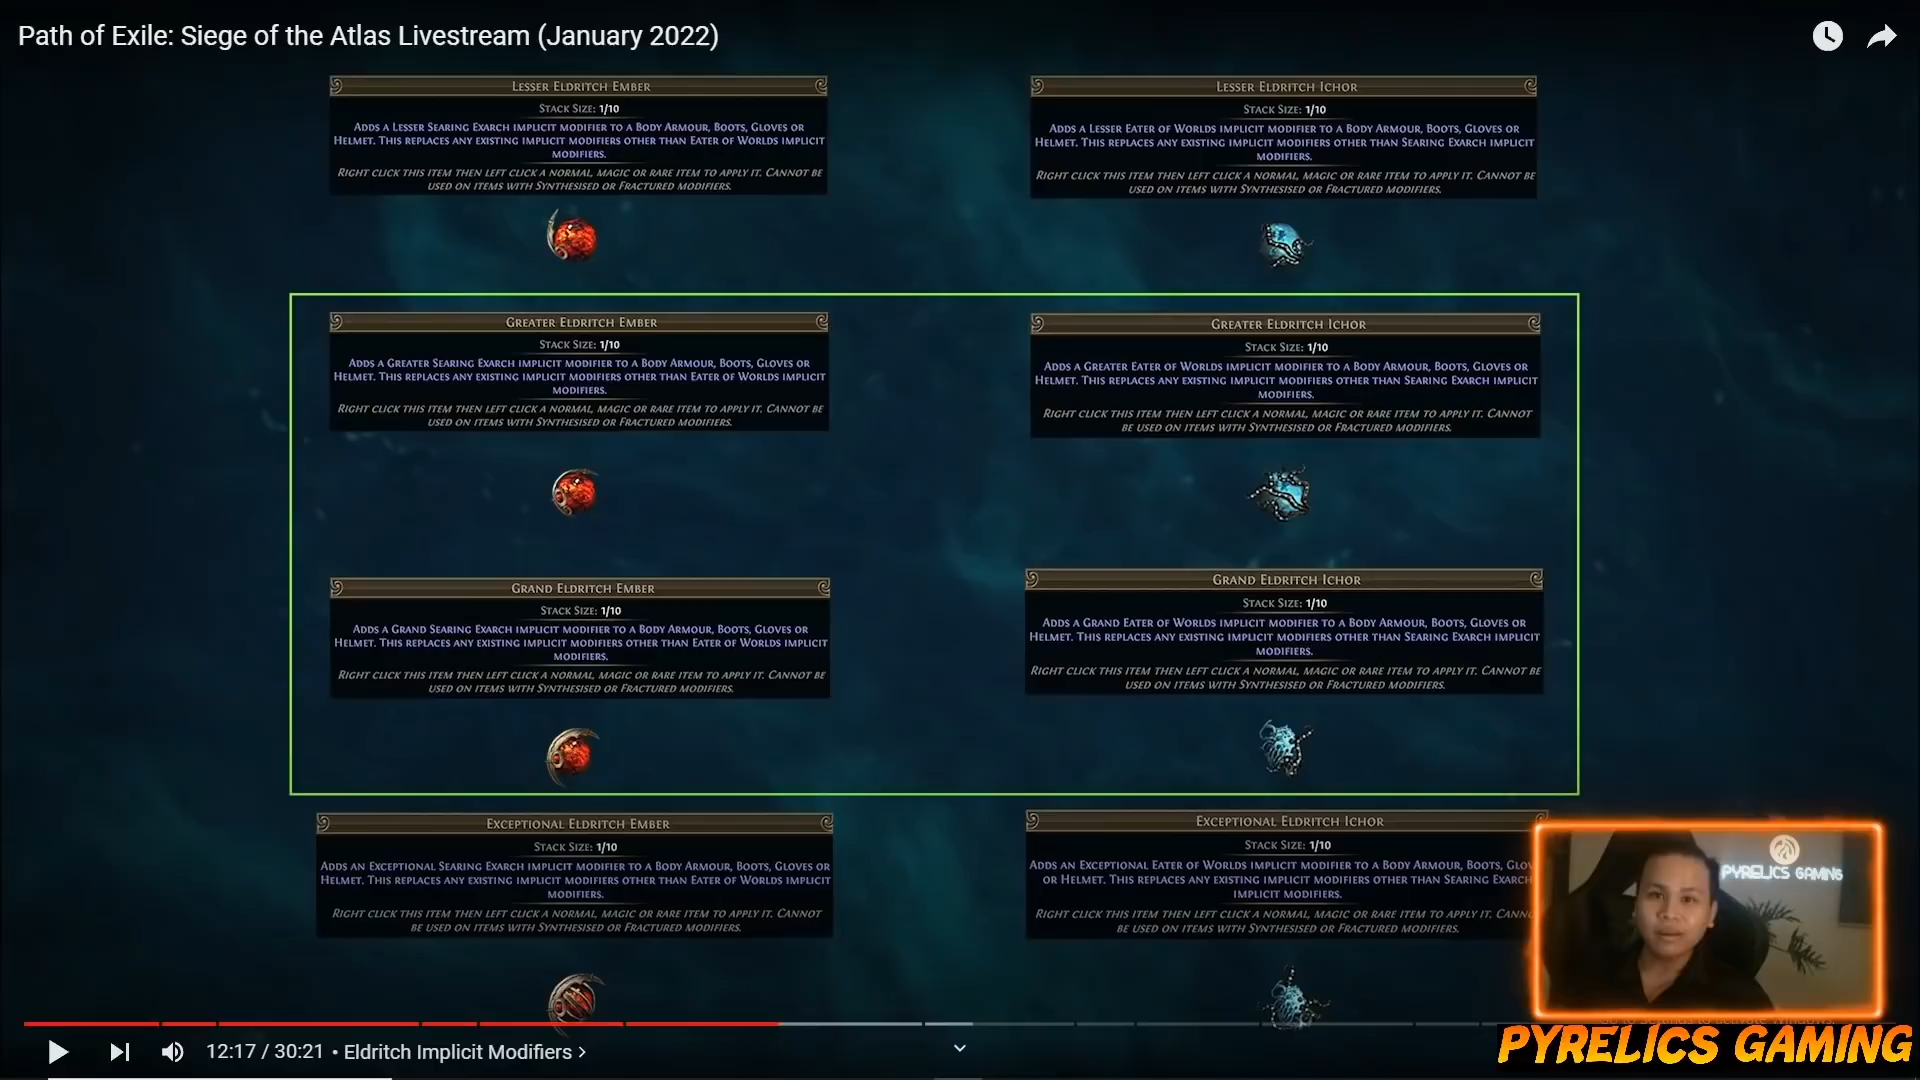 Path of Exile: Siege of the Atlas Livestream (January 2022)
Lesser Eldritch Ember
Stack Size: 1/10
Adds a Lesser Searing Exarch implicit modifier to a Body Armour, Boots, Gloves or
Helmet. This replaces any existing implicit modifiers other than Eater of Worlds implicit
modifiers.
Right click this item then left click a normal, magic or rare item to apply it. Cannot be
used on items with Synthesised or Fractured modifiers.
Lesser Eldritch Ichor
Stack Size: 1/10
Adds a Lesser Eater of Worlds implicit modifier to a Body Armour, Boots, Gloves or
Helmet. This replaces any existing implicit modifiers other than Searing Exarch implicit
modifiers.
Right click this item then left click a normal, magic or rare item to apply it. Cannot be
used on items with Synthesised or Fractured modifiers.
Greater Eldritch Ember
Stack Size: 1/10
Adds a Greater Searing Exarch implicit modifier to a Body Armour, Boots, Gloves or
Helmet. This replaces any existing implicit modifiers other than Eater of Worlds implicit
modifiers.
Right click this item then left click a normal, magic or rare item to apply it. Cannot be
used on items with Synthesised or Fractured modifiers.
Greater Eldritch Ichor
Stack Size: 1/10
Adds a Greater Eater of Worlds implicit modifier to a Body Armour, Boots, Gloves or
Helmet. This replaces any existing implicit modifiers other than Searing Exarch implicit
modifiers.
Right click this item then left click a normal, magic or rare item to apply it. Cannot
be used on items with Synthesised or Fractured modifiers.
Grand Eldritch Ember
Stack Size: 1/10
Adds a Grand Searing Exarch implicit modifier to a Body Armour, Boots, Gloves or
Helmet. This replaces any existing implicit modifiers other than Eater of Worlds implicit
modifiers.
Right click this item then left click a normal, magic or rare item to apply it. Cannot be
used on items with Synthesised or Fractured modifiers.
Grand Eldritch Ichor
Stack Size: 1/10
Adds a Grand Eater of Worlds implicit modifier to a Body Armour, Boots, Gloves or
Helmet. This replaces any existing implicit modifiers other than Searing Exarch implicit
modifiers.
Right click this item then left click a normal, magic or rare item to apply it. Cannot be
used on items with Synthesised or Fractured modifiers.
Exceptional Eldritch Ember
Stack Size: 1/10
Adds an Exceptional Searing Exarch implicit modifier to a Body Armour, Boots, Gloves or
Helmet. This replaces any existing implicit modifiers other than Eater of Worlds implicit
modifiers.
Right click this item then left click a normal, magic or rare item to apply it. Cannot
be used on items with Synthesised or Fractured modifiers.
Exceptional Eldritch Ichor
Stack Size: 1/10
Adds an Exceptional Eater of Worlds implicit modifier to a Body Armour, Boots,
or Helmet. This replaces any existing implicit modifiers other than Searing Exarch
implicit modifiers.
Right click this item then left click a normal, magic or rare item to apply it.
be used on items with Synthesised or Fractured modifiers.
PYRELICS GAMING
12:17 / 30:21 • Eldritch Implicit Modifiers >
PYRELICS GAMING